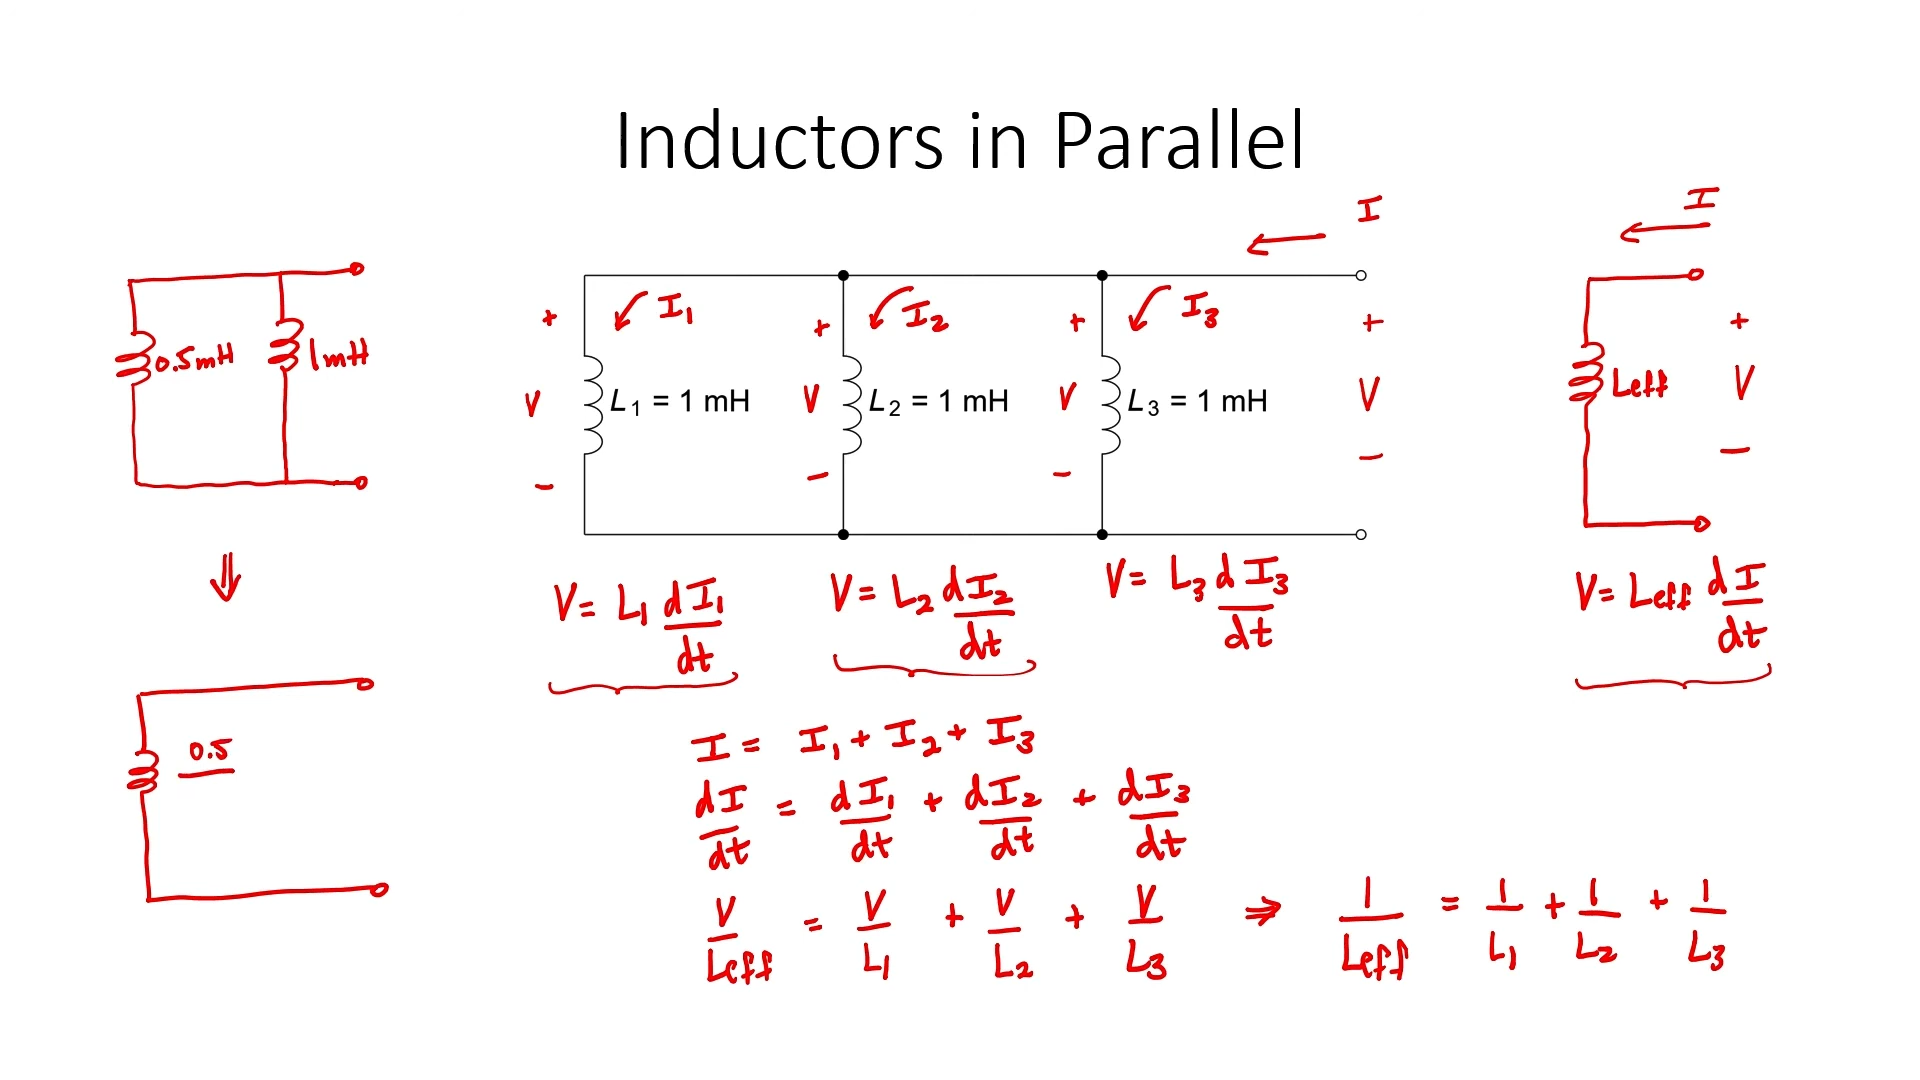 Inductors in Parallel
I
I
+ I₁ + I₂ + I₃ + +
0.5mH 1mH
V L₁ = 1 mH V L₂ = 1 mH V L₃ = 1 mH V Leff V
- - - - -
⇓
V = L₁ dI₁/dt V = L₂ dI₂/dt V = L₃ dI₃/dt V = Leff dI/dt
I = I₁ + I₂ + I₃
0.5
dI/dt = dI₁/dt + dI₂/dt + dI₃/dt
V/Leff = V/L₁ + V/L₂ + V/L₃ ⇒ 1/Leff = 1/L₁ + 1/L₂ + 1/L₃